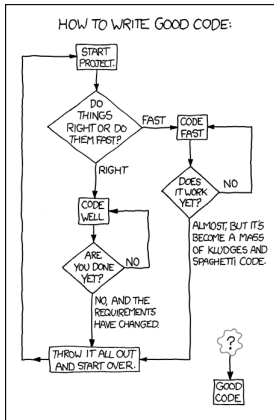 HOW TO WRITE GOOD CODE:
START
PROJECT.
DO
THINGS
RIGHT OR DO
THEM FAST?
FAST
CODE
FAST
RIGHT
DOES
IT WORK
YET?
NO
CODE
WELL
ALMOST, BUT IT'S
BECOME A MASS
OF KLUDGES AND
SPAGHETTI CODE.
ARE
YOU DONE
YET?
NO
NO, AND THE
REQUIREMENTS
HAVE CHANGED.
THROW IT ALL OUT
AND START OVER.
?
GOOD
CODE